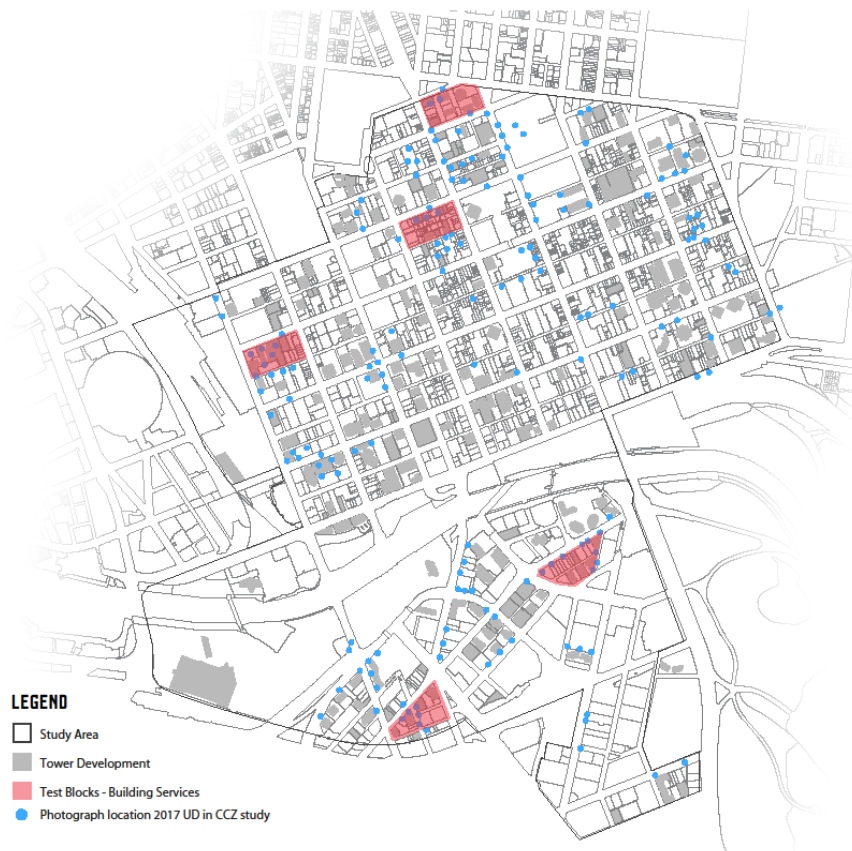 LEGEND
Study Area
Tower Development
Test Blocks - Building Services
Photograph location 2017 UD in CCZ study